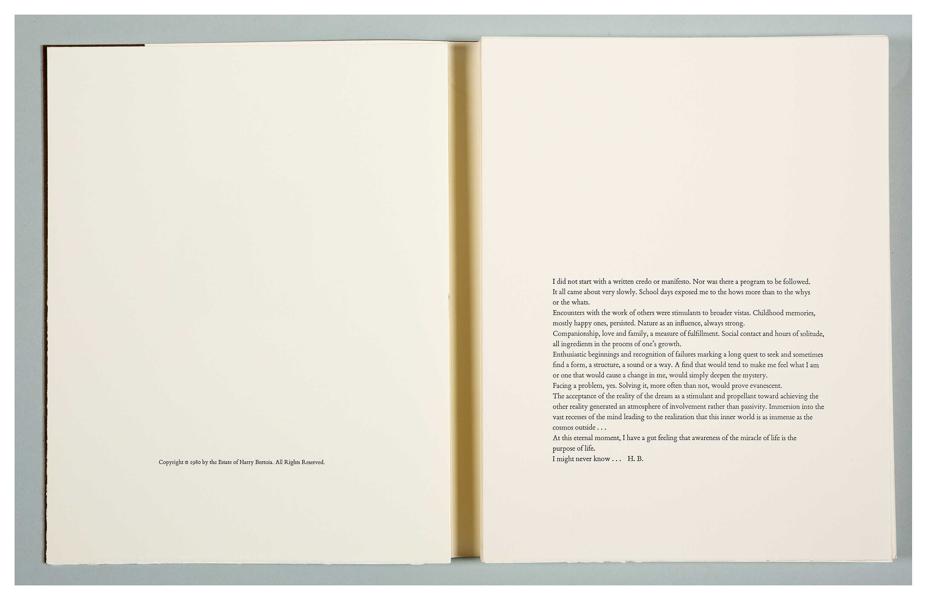 Copyright © 1980 by the Estate of Harry Bertoia. All Rights Reserved.
I did not start with a written credo or manifesto. Nor was there a program to be followed.
It all came about very slowly. School days exposed me to the hows more than to the whys
or the whats.
Encounters with the work of others were stimulants to broader vistas. Childhood memories,
mostly happy ones, persisted. Nature as an influence, always strong.
Companionship, love and family, a measure of fulfillment. Social contact and hours of solitude,
all ingredients in the process of one's growth.
Enthusiastic beginnings and recognition of failures marking a long quest to seek and sometimes
find a form, a structure, a sound or a way. A find that would tend to make me feel what I am
or one that would cause a change in me, would simply deepen the mystery.
Facing a problem, yes. Solving it, more often than not, would prove evanescent.
The acceptance of the reality of the dream as a stimulant and propellant toward achieving the
other reality generated an atmosphere of involvement rather than passivity. Immersion into the
vast recesses of the mind leading to the realization that this inner world is as immense as the
cosmos outside . . .
At this eternal moment, I have a gut feeling that awareness of the miracle of life is the
purpose of life.
I might never know . . . H. B.